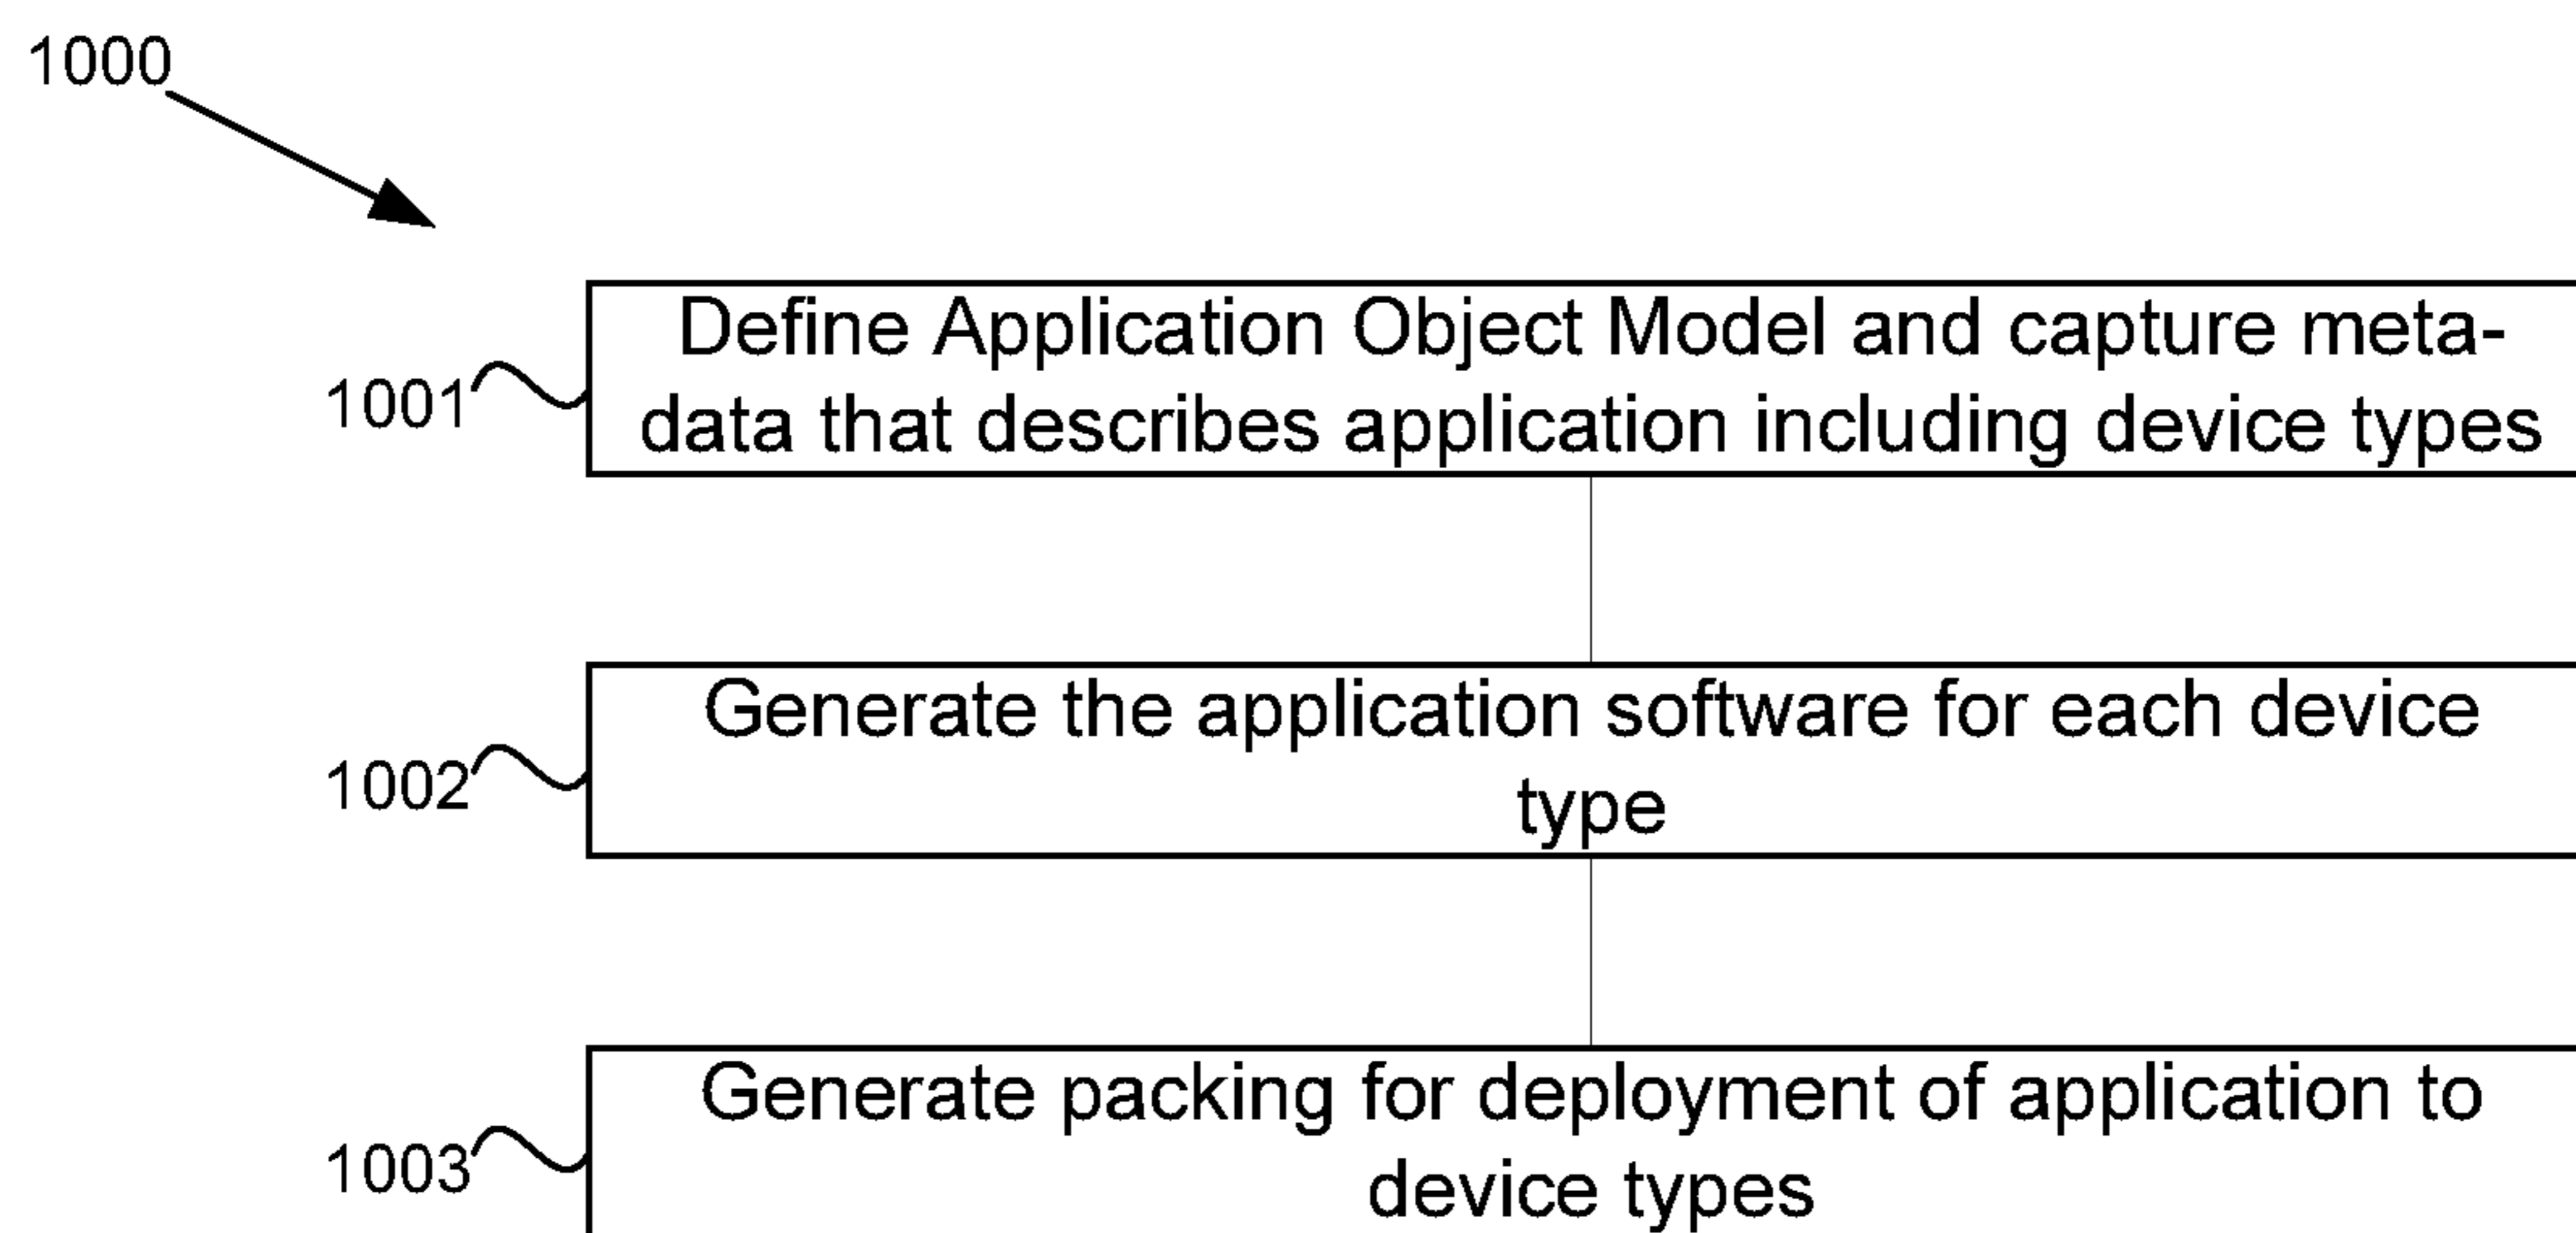 1000
Define Application Object Model and capture meta-
data that describes application including device types
1001
Generate the application software for each device
type
1002
Generate packing for deployment of application to
device types
1003